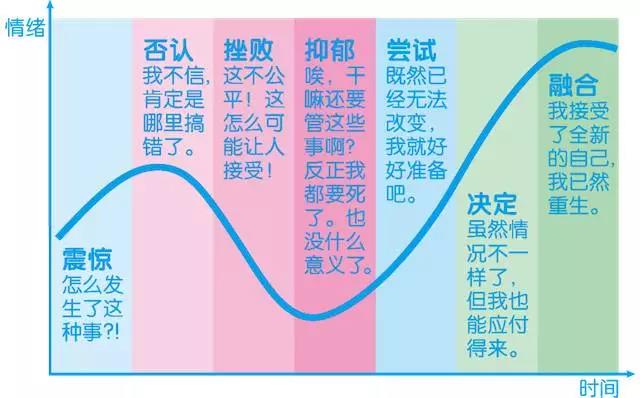 情绪
震惊
怎么发
生了这
种事?!
否认
我不信，
肯定是
哪里搞
错了。
挫败
这不公
平！这
怎么可
能让人
接受！
抑郁
唉，干
嘛还要
管这些
事啊？
反正我
都要死
了。也
没什么
意义了。
尝试
既然已
经无法
改变，
我就好
好准备
吧。
决定
虽然情
况不一
样了，
但我也
能应付
得来。
融合
我接受
了全新
的自己，
我已然
重生。
时间